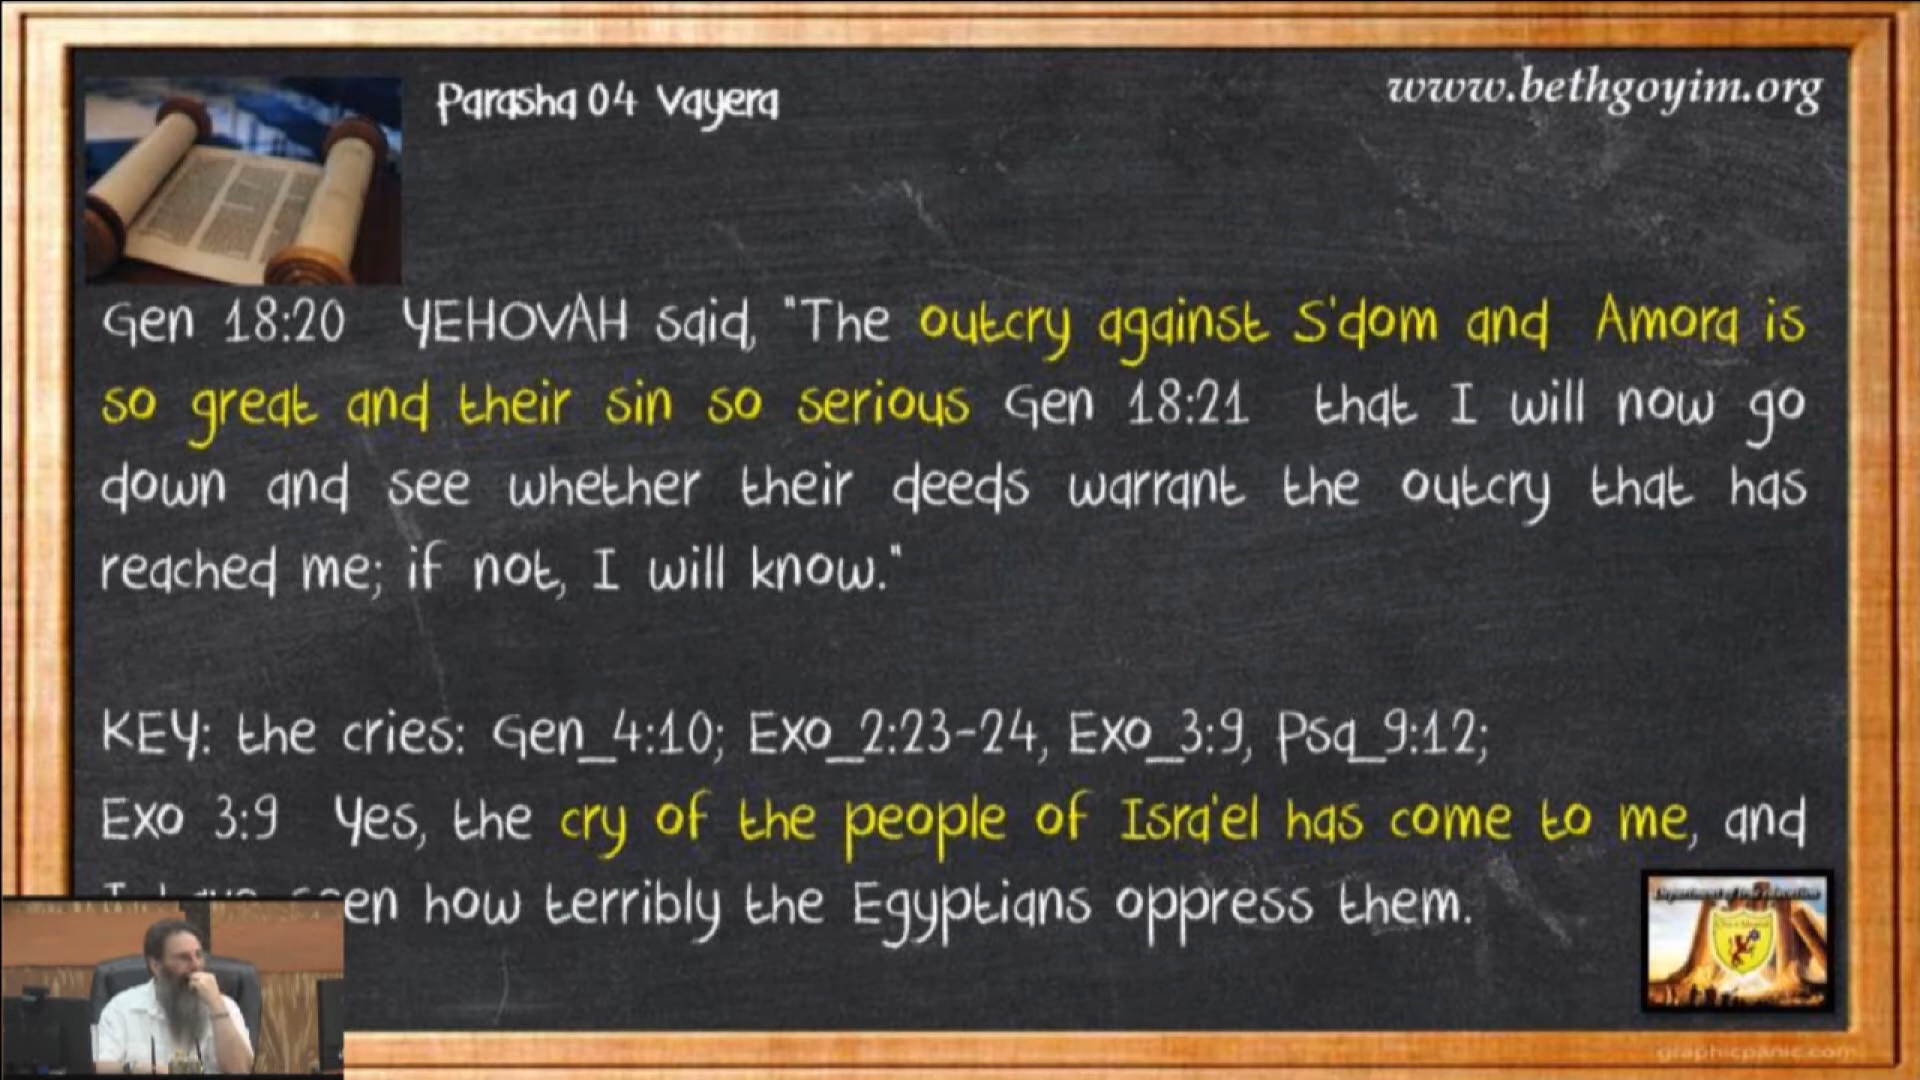 Parasha 04 Vayera
www.bethgoyim.org
Gen 18:20 YEHOVAH said, "The outcry against S'dom and Amora is
so great and their sin so serious Gen 18:21 that I will now go
down and see whether their deeds warrant the outcry that has
reached me; if not, I will know."
KEY: the cries: Gen_4:10; Exo_2:23-24, Exo_3:9, Psa_9:12;
Exo 3:9 Yes, the cry of the people of Isra'el has come to me, and
how terribly the Egyptians oppress them.
graphicpanic.com